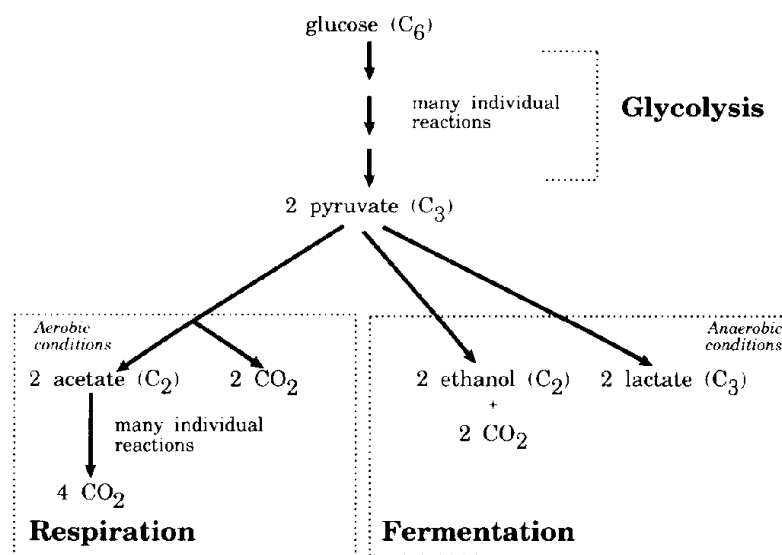 glucose (C6)
many individual
reactions
Glycolysis
2 pyruvate (C3)
Aerobic
conditions
Anaerobic
conditions
2 acetate (C2)
2 CO2
2 ethanol (C2)
2 lactate (C3)
+
2 CO2
many individual
reactions
4 CO2
Respiration
Fermentation